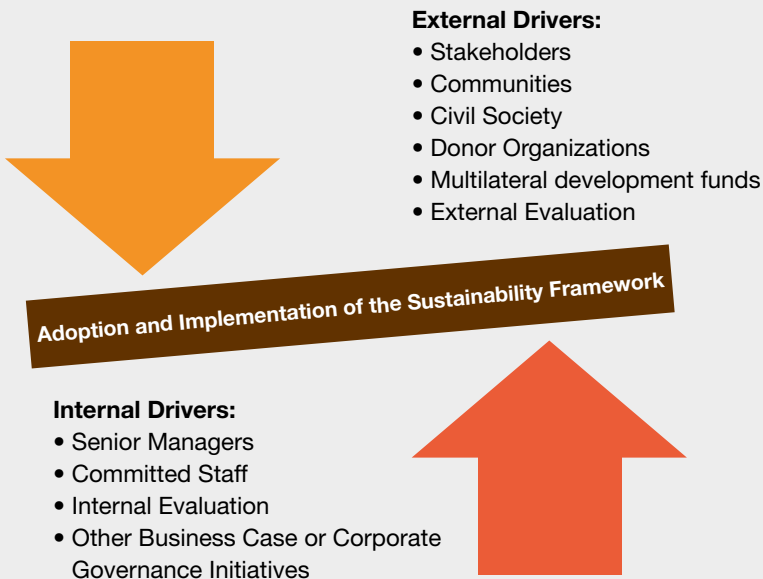 External Drivers:
• Stakeholders
• Communities
• Civil Society
• Donor Organizations
• Multilateral development funds
• External Evaluation
Adoption and Implementation of the Sustainability Framework
Internal Drivers:
• Senior Managers
• Committed Staff
• Internal Evaluation
• Other Business Case or Corporate
Governance Initiatives